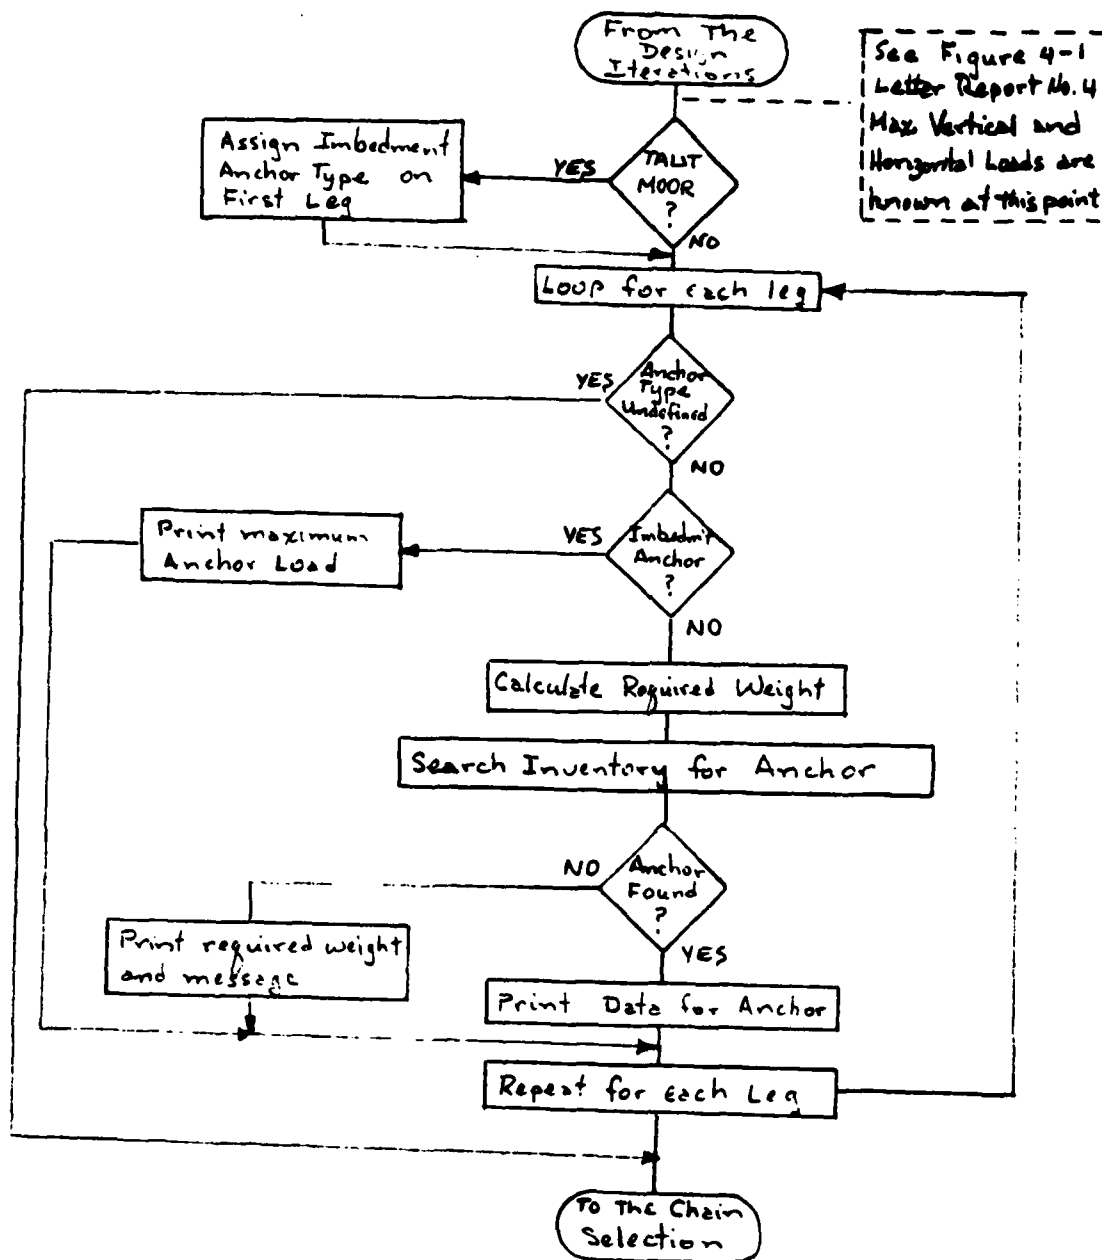 From The
Design
Iterations
See Figure 4-1
Letter Report No. 4
Max. Vertical and
Horizontal Loads are
known at this point
Assign Imbedment
Anchor Type on
First Leg
YES
TAUT
MOOR
?
NO
Loop for each leg
YES
Anchor
Type
Undefined
?
NO
Print maximum
Anchor Load
YES
Imbedm't
Anchor
?
NO
Calculate Required Weight
Search Inventory for Anchor
NO
Anchor
Found
?
YES
Print required weight
and message
Print Data for Anchor
Repeat for each Leg
To The Chain
Selection